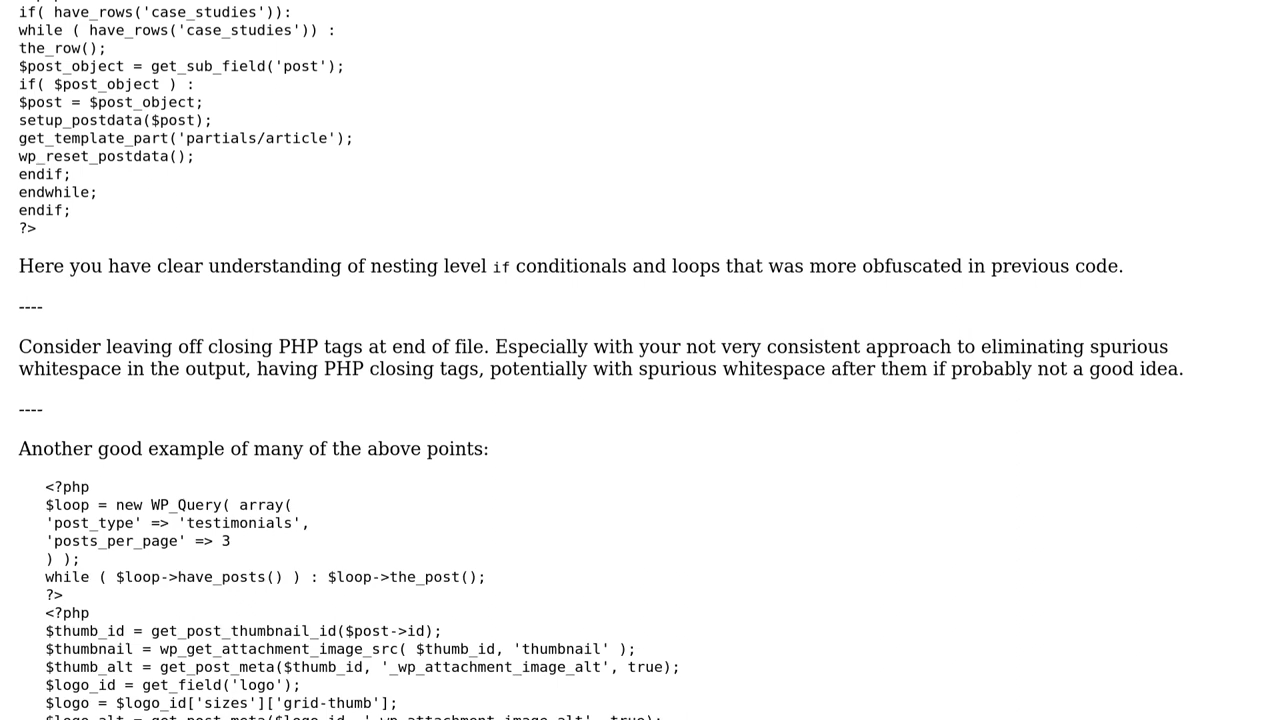 if( have_rows('case_studies')):
while ( have_rows('case_studies')) :
the_row();
$post_object = get_sub_field('post');
if( $post_object ) :
$post = $post_object;
setup_postdata($post);
get_template_part('partials/article');
wp_reset_postdata();
endif;
endwhile;
endif;
?>
Here you have clear understanding of nesting level if conditionals and loops that was more obfuscated in previous code.
----
Consider leaving off closing PHP tags at end of file. Especially with your not very consistent approach to eliminating spurious
whitespace in the output, having PHP closing tags, potentially with spurious whitespace after them if probably not a good idea.
----
Another good example of many of the above points:
<?php
$loop = new WP_Query( array(
'post_type' => 'testimonials',
'posts_per_page' => 3
) );
while ( $loop->have_posts() ) : $loop->the_post();
?>
<?php
$thumb_id = get_post_thumbnail_id($post->id);
$thumbnail = wp_get_attachment_image_src( $thumb_id, 'thumbnail' );
$thumb_alt = get_post_meta($thumb_id, '_wp_attachment_image_alt', true);
$logo_id = get_field('logo');
$logo = $logo_id['sizes']['grid-thumb'];
$logo_alt = get_post_meta($logo_id, '_wp_attachment_image_alt', true);